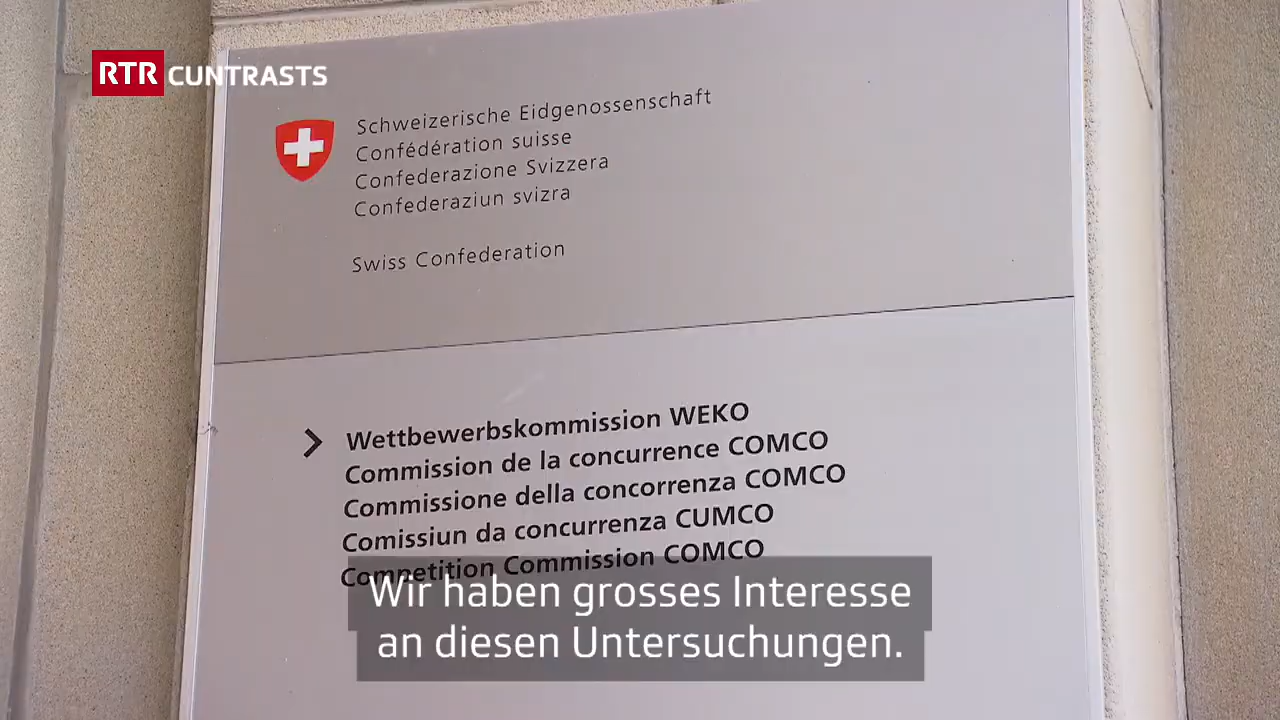 RTR CUNTRASTS
Schweizerische Eidgenossenschaft
Confédération suisse
Confederazione Svizzera
Confederaziun svizra
Swiss Confederation
Wettbewerbskommission WEKO
Commission de la concurrence COMCO
Commissione della concorrenza COMCO
Comissiun da concurrenza CUMCO
Competition Commission COMCO
Wir haben grosses Interesse
an diesen Untersuchungen.